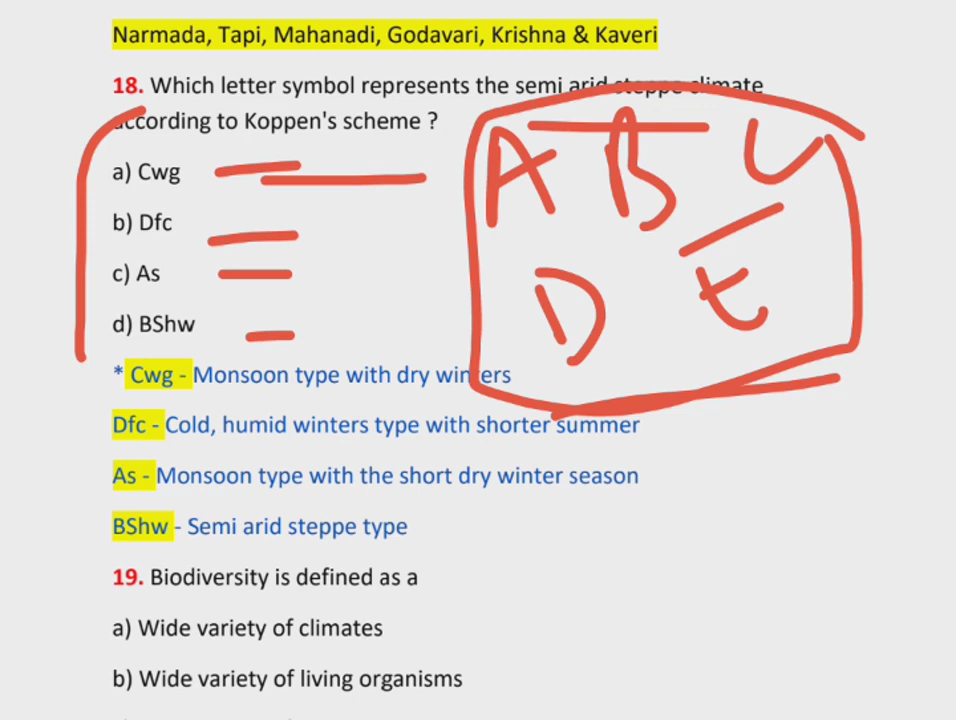 Narmada, Tapi, Mahanadi, Godavari, Krishna & Kaveri
18. Which letter symbol represents the semi arid steppe climate
according to Koppen's scheme ?
A B C
a) Cwg
b) Dfc
D E
c) As
d) BShw
* Cwg - Monsoon type with dry winters
Dfc - Cold, humid winters type with shorter summer
As - Monsoon type with the short dry winter season
BShw - Semi arid steppe type
19. Biodiversity is defined as a
a) Wide variety of climates
b) Wide variety of living organisms